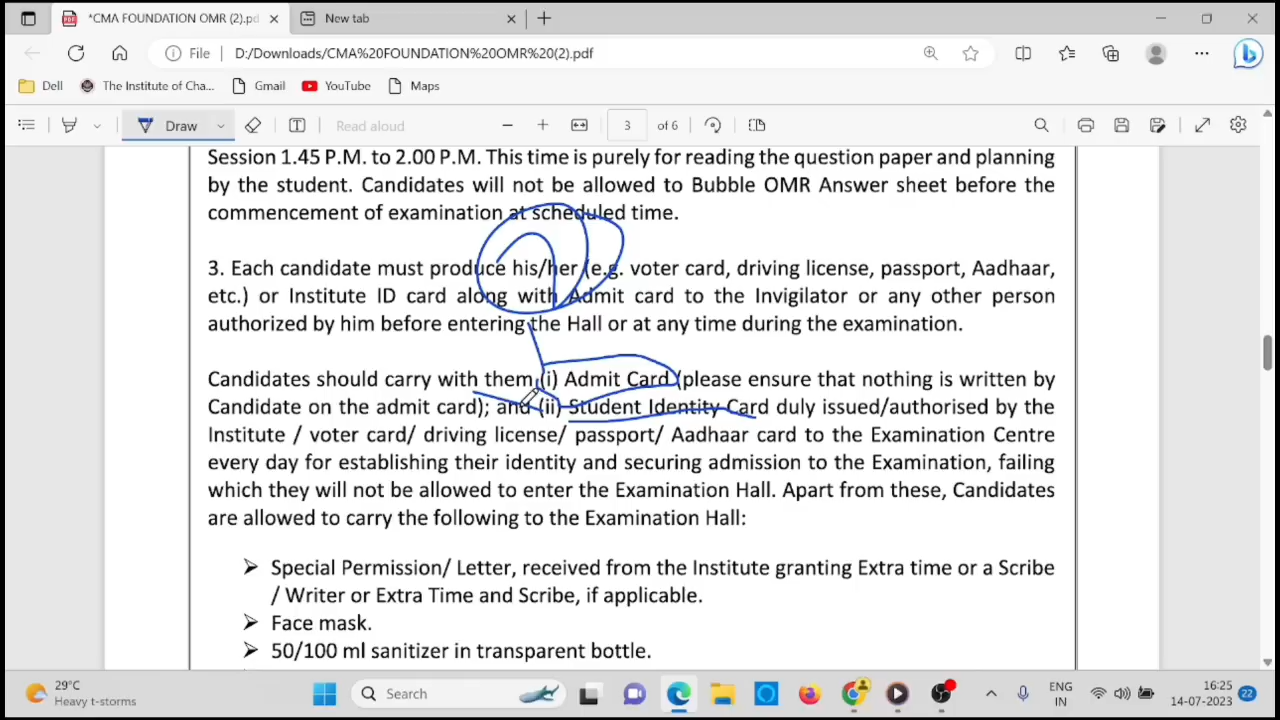 *CMA FOUNDATION OMR (2).pd
New tab
File
D:/Downloads/CMA%20FOUNDATION%20OMR%20(2).pdf
Dell
The Institute of Cha...
Gmail
YouTube
Maps
Draw
Read aloud
3
of 6
Session 1.45 P.M. to 2.00 P.M. This time is purely for reading the question paper and planning
by the student. Candidates will not be allowed to Bubble OMR Answer sheet before the
commencement of examination at scheduled time.
3. Each candidate must produce his/her (e.g. voter card, driving license, passport, Aadhaar,
etc.) or Institute ID card along with Admit card to the Invigilator or any other person
authorized by him before entering the Hall or at any time during the examination.
Candidates should carry with them (i) Admit Card (please ensure that nothing is written by
Candidate on the admit card); and (ii) Student Identity Card duly issued/authorised by the
Institute / voter card/ driving license/ passport/ Aadhaar card to the Examination Centre
every day for establishing their identity and securing admission to the Examination, failing
which they will not be allowed to enter the Examination Hall. Apart from these, Candidates
are allowed to carry the following to the Examination Hall:
Special Permission/ Letter, received from the Institute granting Extra time or a Scribe
/ Writer or Extra Time and Scribe, if applicable.
Face mask.
50/100 ml sanitizer in transparent bottle.
29°C
Heavy t-storms
Search
ENG
IN
16:25
14-07-2023
22